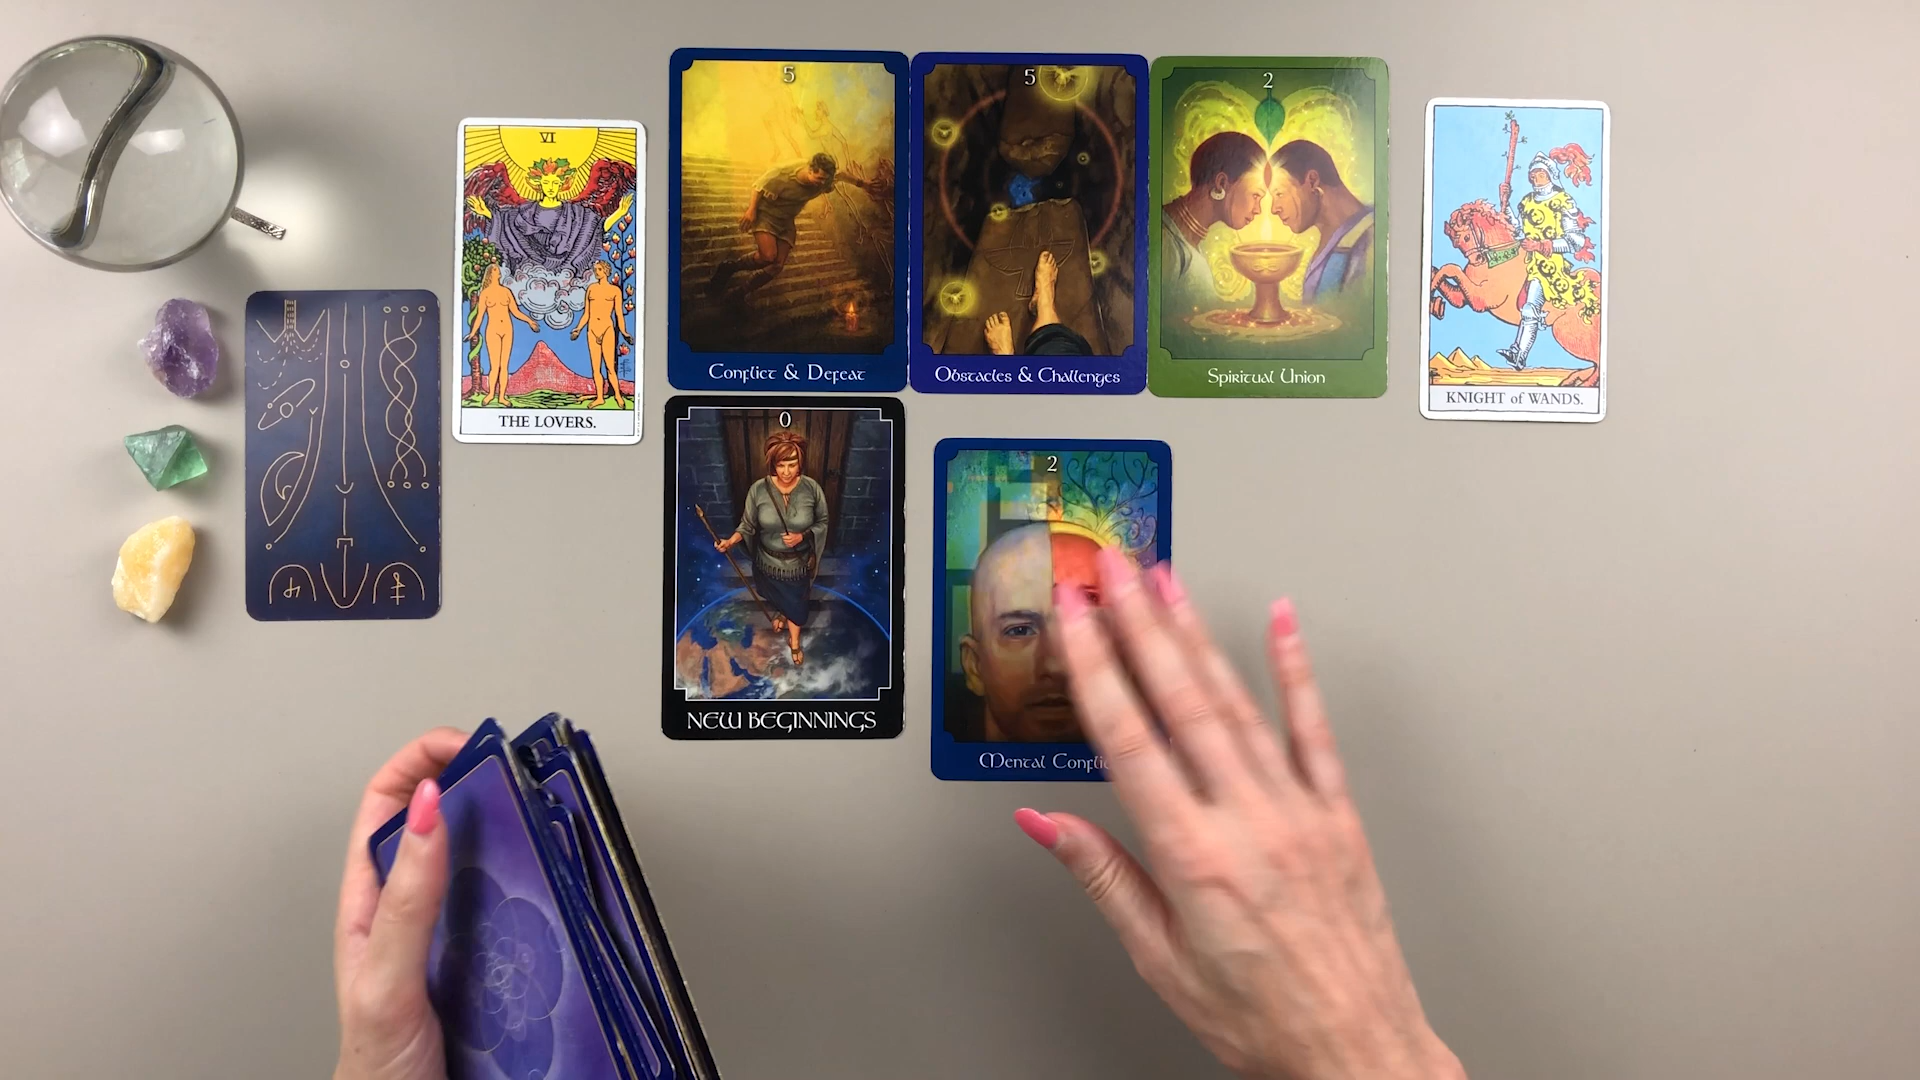 VI
THE LOVERS.
5
Conflict & Defeat
5
Obstacles & Challenges
2
Spiritual Union
KNIGHT of WANDS.
0
NEW BEGINNINGS
2
Mental